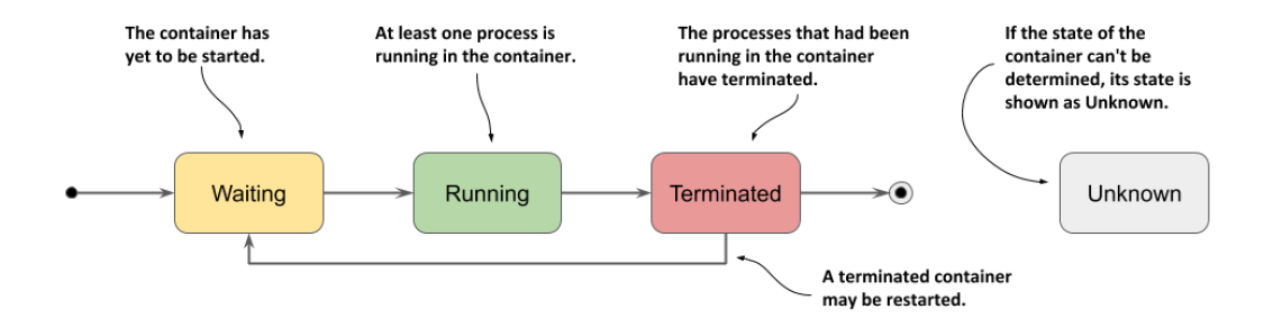 The container has
yet to be started.
At least one process is
running in the container.
The processes that had been
running in the container
have terminated.
If the state of the
container can't be
determined, its state is
shown as Unknown.
Waiting
Running
Terminated
Unknown
A terminated container
may be restarted.